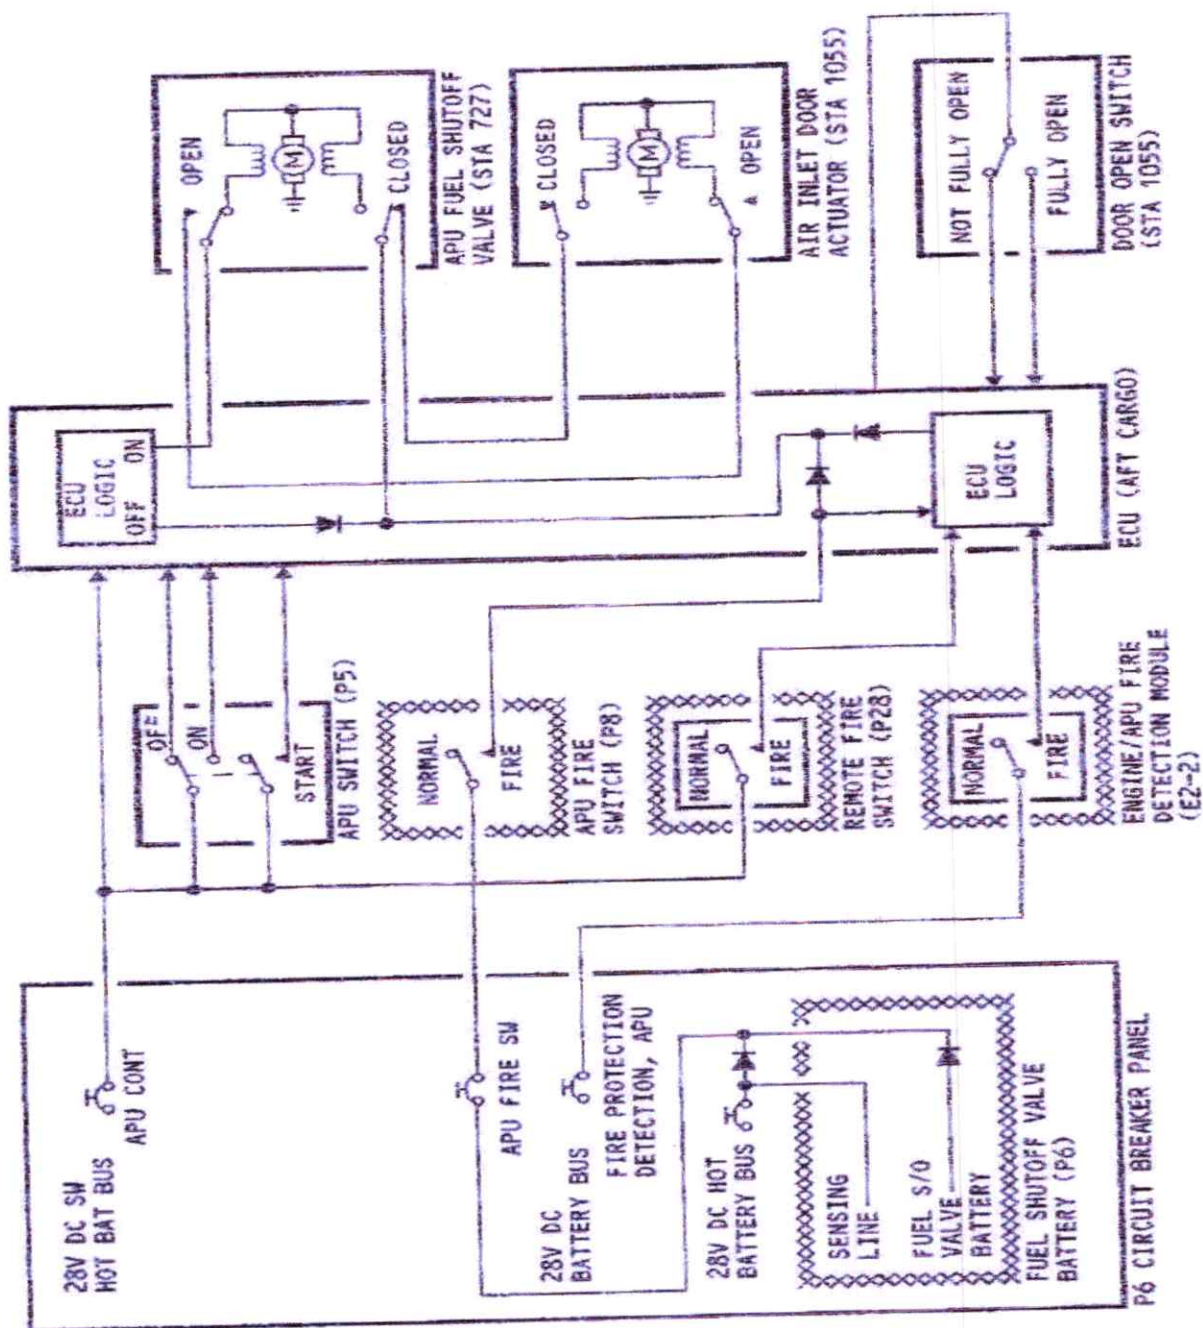 28V DC SW
HOT BAT BUS
APU CONT
APU FIRE SW
28V DC
BATTERY BUS
FIRE PROTECTION
DETECTION, APU
28V DC HOT
BATTERY BUS
SENSING
LINE
FUEL S/O
VALVE
BATTERY
FUEL SHUTOFF VALVE
BATTERY (P6)
P6 CIRCUIT BREAKER PANEL
OFF
ON
START
APU SWITCH (P5)
NORMAL
FIRE
APU FIRE
SWITCH (P8)
NORMAL
FIRE
REMOTE FIRE
SWITCH (P28)
NORMAL
FIRE
ENGINE/APU FIRE
DETECTION MODULE
(E2-2)
ECU
LOGIC
OFF ON
ECU
LOGIC
ECU (AFT CARGO)
OPEN
M
CLOSED
APU FUEL SHUTOFF
VALVE (STA 727)
CLOSED
M
OPEN
AIR INLET DOOR
ACTUATOR (STA 1055)
NOT FULLY OPEN
FULLY OPEN
DOOR OPEN SWITCH
(STA 1055)